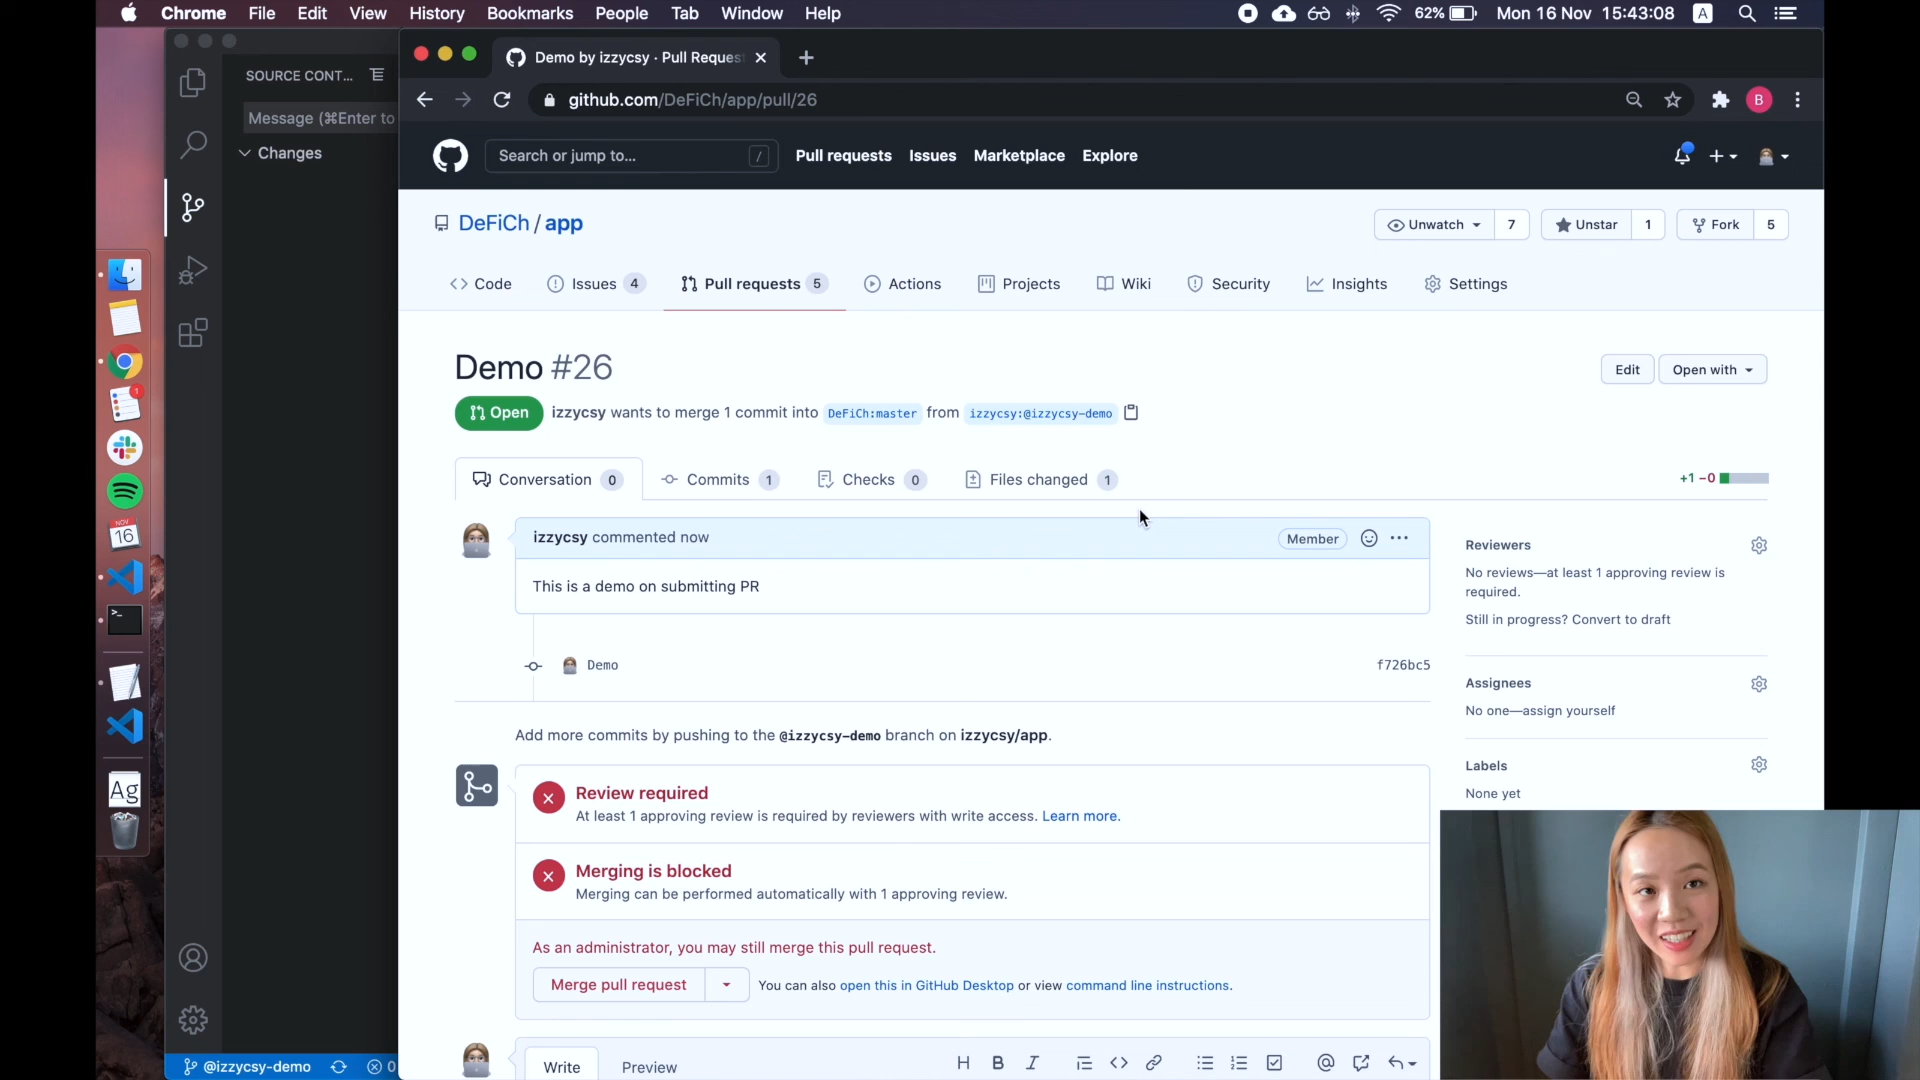 Chrome File Edit View History Bookmarks People Tab Window Help
62% Mon 16 Nov 15:43:08 A
SOURCE CONT...
Message (⌘Enter to
Changes
Demo by izzycsy · Pull Reques
github.com/DeFiCh/app/pull/26
B
Search or jump to... /
Pull requests Issues Marketplace Explore
DeFiCh / app
Unwatch 7
Unstar 1
Fork 5
Code
Issues 4
Pull requests 5
Actions
Projects
Wiki
Security
Insights
Settings
Demo #26
Edit
Open with
Open
izzycsy wants to merge 1 commit into DeFiCh:master from izzycsy:@izzycsy-demo
Conversation 0
Commits 1
Checks 0
Files changed 1
+1 −0
izzycsy commented now
Member
This is a demo on submitting PR
Demo
f726bc5
Add more commits by pushing to the @izzycsy-demo branch on izzycsy/app.
Review required
At least 1 approving review is required by reviewers with write access. Learn more.
Merging is blocked
Merging can be performed automatically with 1 approving review.
As an administrator, you may still merge this pull request.
Merge pull request
You can also open this in GitHub Desktop or view command line instructions.
Write
Preview
H B I
Reviewers
No reviews—at least 1 approving review is
required.
Still in progress? Convert to draft
Assignees
No one—assign yourself
Labels
None yet
1
NOV
16
>_
Ag
@izzycsy-demo
0